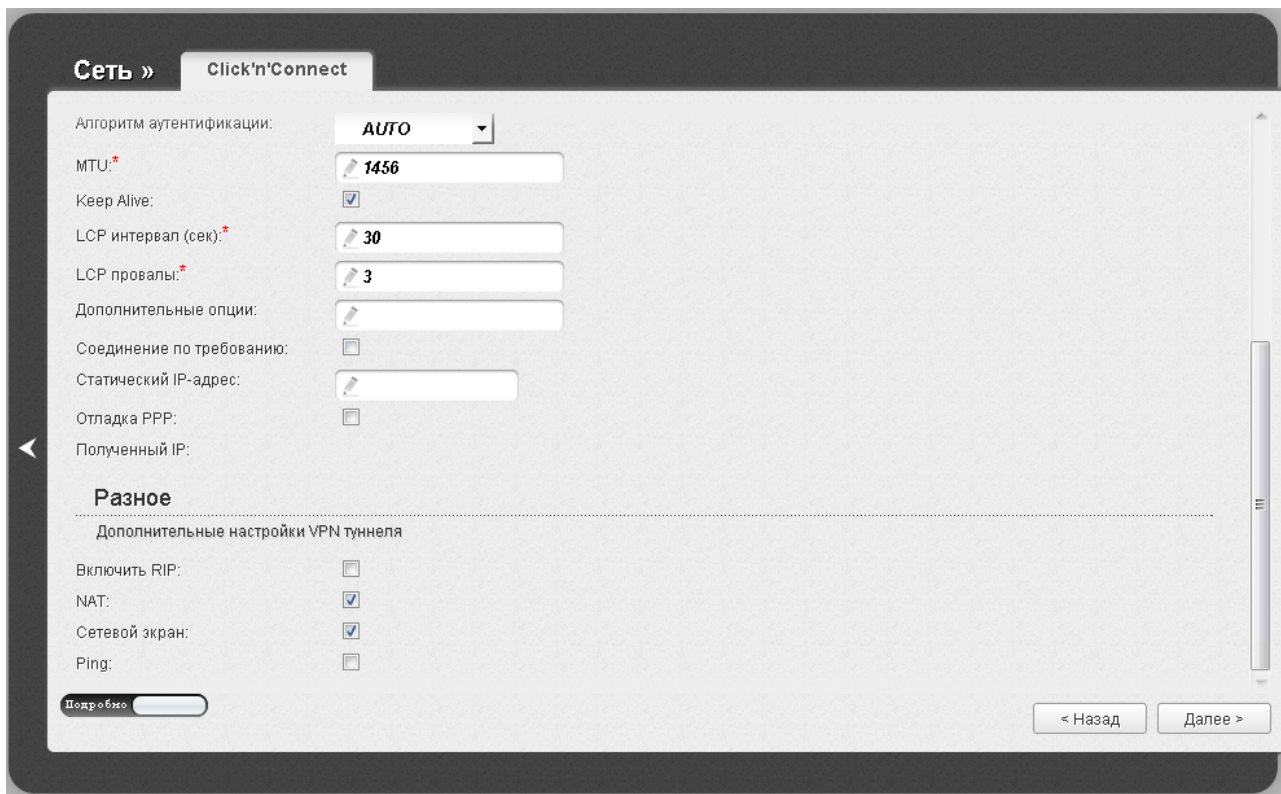 Сеть »
Click'n'Connect
Алгоритм аутентификации: AUTO
MTU:* 1456
Keep Alive:
LCP интервал (сек):* 30
LCP провалы:* 3
Дополнительные опции:
Соединение по требованию:
Статический IP-адрес:
Отладка PPP:
Полученный IP:
Разное
Дополнительные настройки VPN туннеля
Включить RIP:
NAT:
Сетевой экран:
Ping:
Подробно
< Назад
Далее >